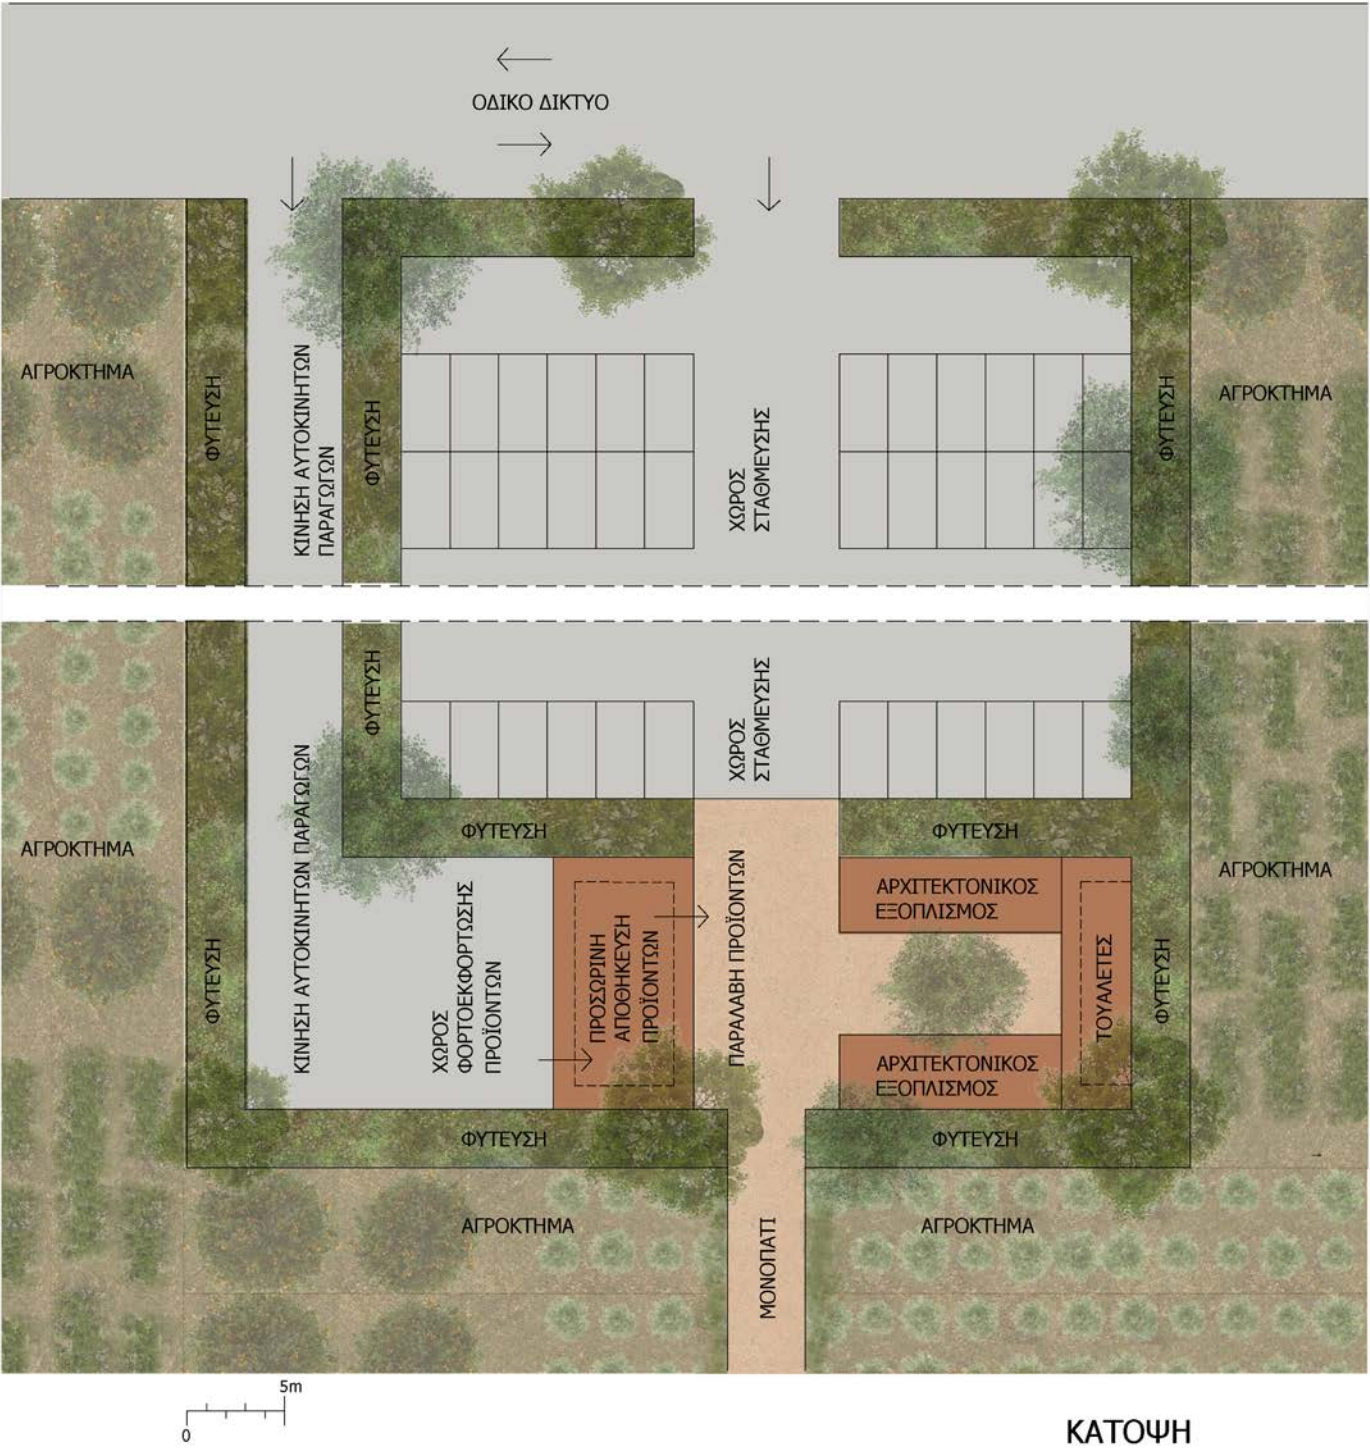 ΟΔΙΚΟ ΔΙΚΤΥΟ
ΑΓΡΟΚΤΗΜΑ
ΦΥΤΕΥΣΗ
ΚΙΝΗΣΗ ΑΥΤΟΚΙΝΗΤΩΝ
ΠΑΡΑΓΩΓΩΝ
ΦΥΤΕΥΣΗ
ΧΩΡΟΣ
ΣΤΑΘΜΕΥΣΗΣ
ΦΥΤΕΥΣΗ
ΑΓΡΟΚΤΗΜΑ
ΦΥΤΕΥΣΗ
ΧΩΡΟΣ
ΣΤΑΘΜΕΥΣΗΣ
ΦΥΤΕΥΣΗ
ΦΥΤΕΥΣΗ
ΑΓΡΟΚΤΗΜΑ
ΦΥΤΕΥΣΗ
ΚΙΝΗΣΗ ΑΥΤΟΚΙΝΗΤΩΝ ΠΑΡΑΓΩΓΩΝ
ΧΩΡΟΣ
ΦΟΡΤΟΕΚΦΟΡΤΩΣΗΣ
ΠΡΟΪΟΝΤΩΝ
ΠΡΟΣΩΡΙΝΗ
ΑΠΟΘΗΚΕΥΣΗ
ΠΡΟΪΟΝΤΩΝ
ΠΑΡΑΛΑΒΗ ΠΡΟΪΟΝΤΩΝ
ΑΡΧΙΤΕΚΤΟΝΙΚΟΣ
ΕΞΟΠΛΙΣΜΟΣ
ΑΡΧΙΤΕΚΤΟΝΙΚΟΣ
ΕΞΟΠΛΙΣΜΟΣ
ΤΟΥΑΛΕΤΕΣ
ΦΥΤΕΥΣΗ
ΑΓΡΟΚΤΗΜΑ
ΦΥΤΕΥΣΗ
ΦΥΤΕΥΣΗ
ΑΓΡΟΚΤΗΜΑ
ΜΟΝΟΠΑΤΙ
ΑΓΡΟΚΤΗΜΑ
5m
0
ΚΑΤΟΨΗ